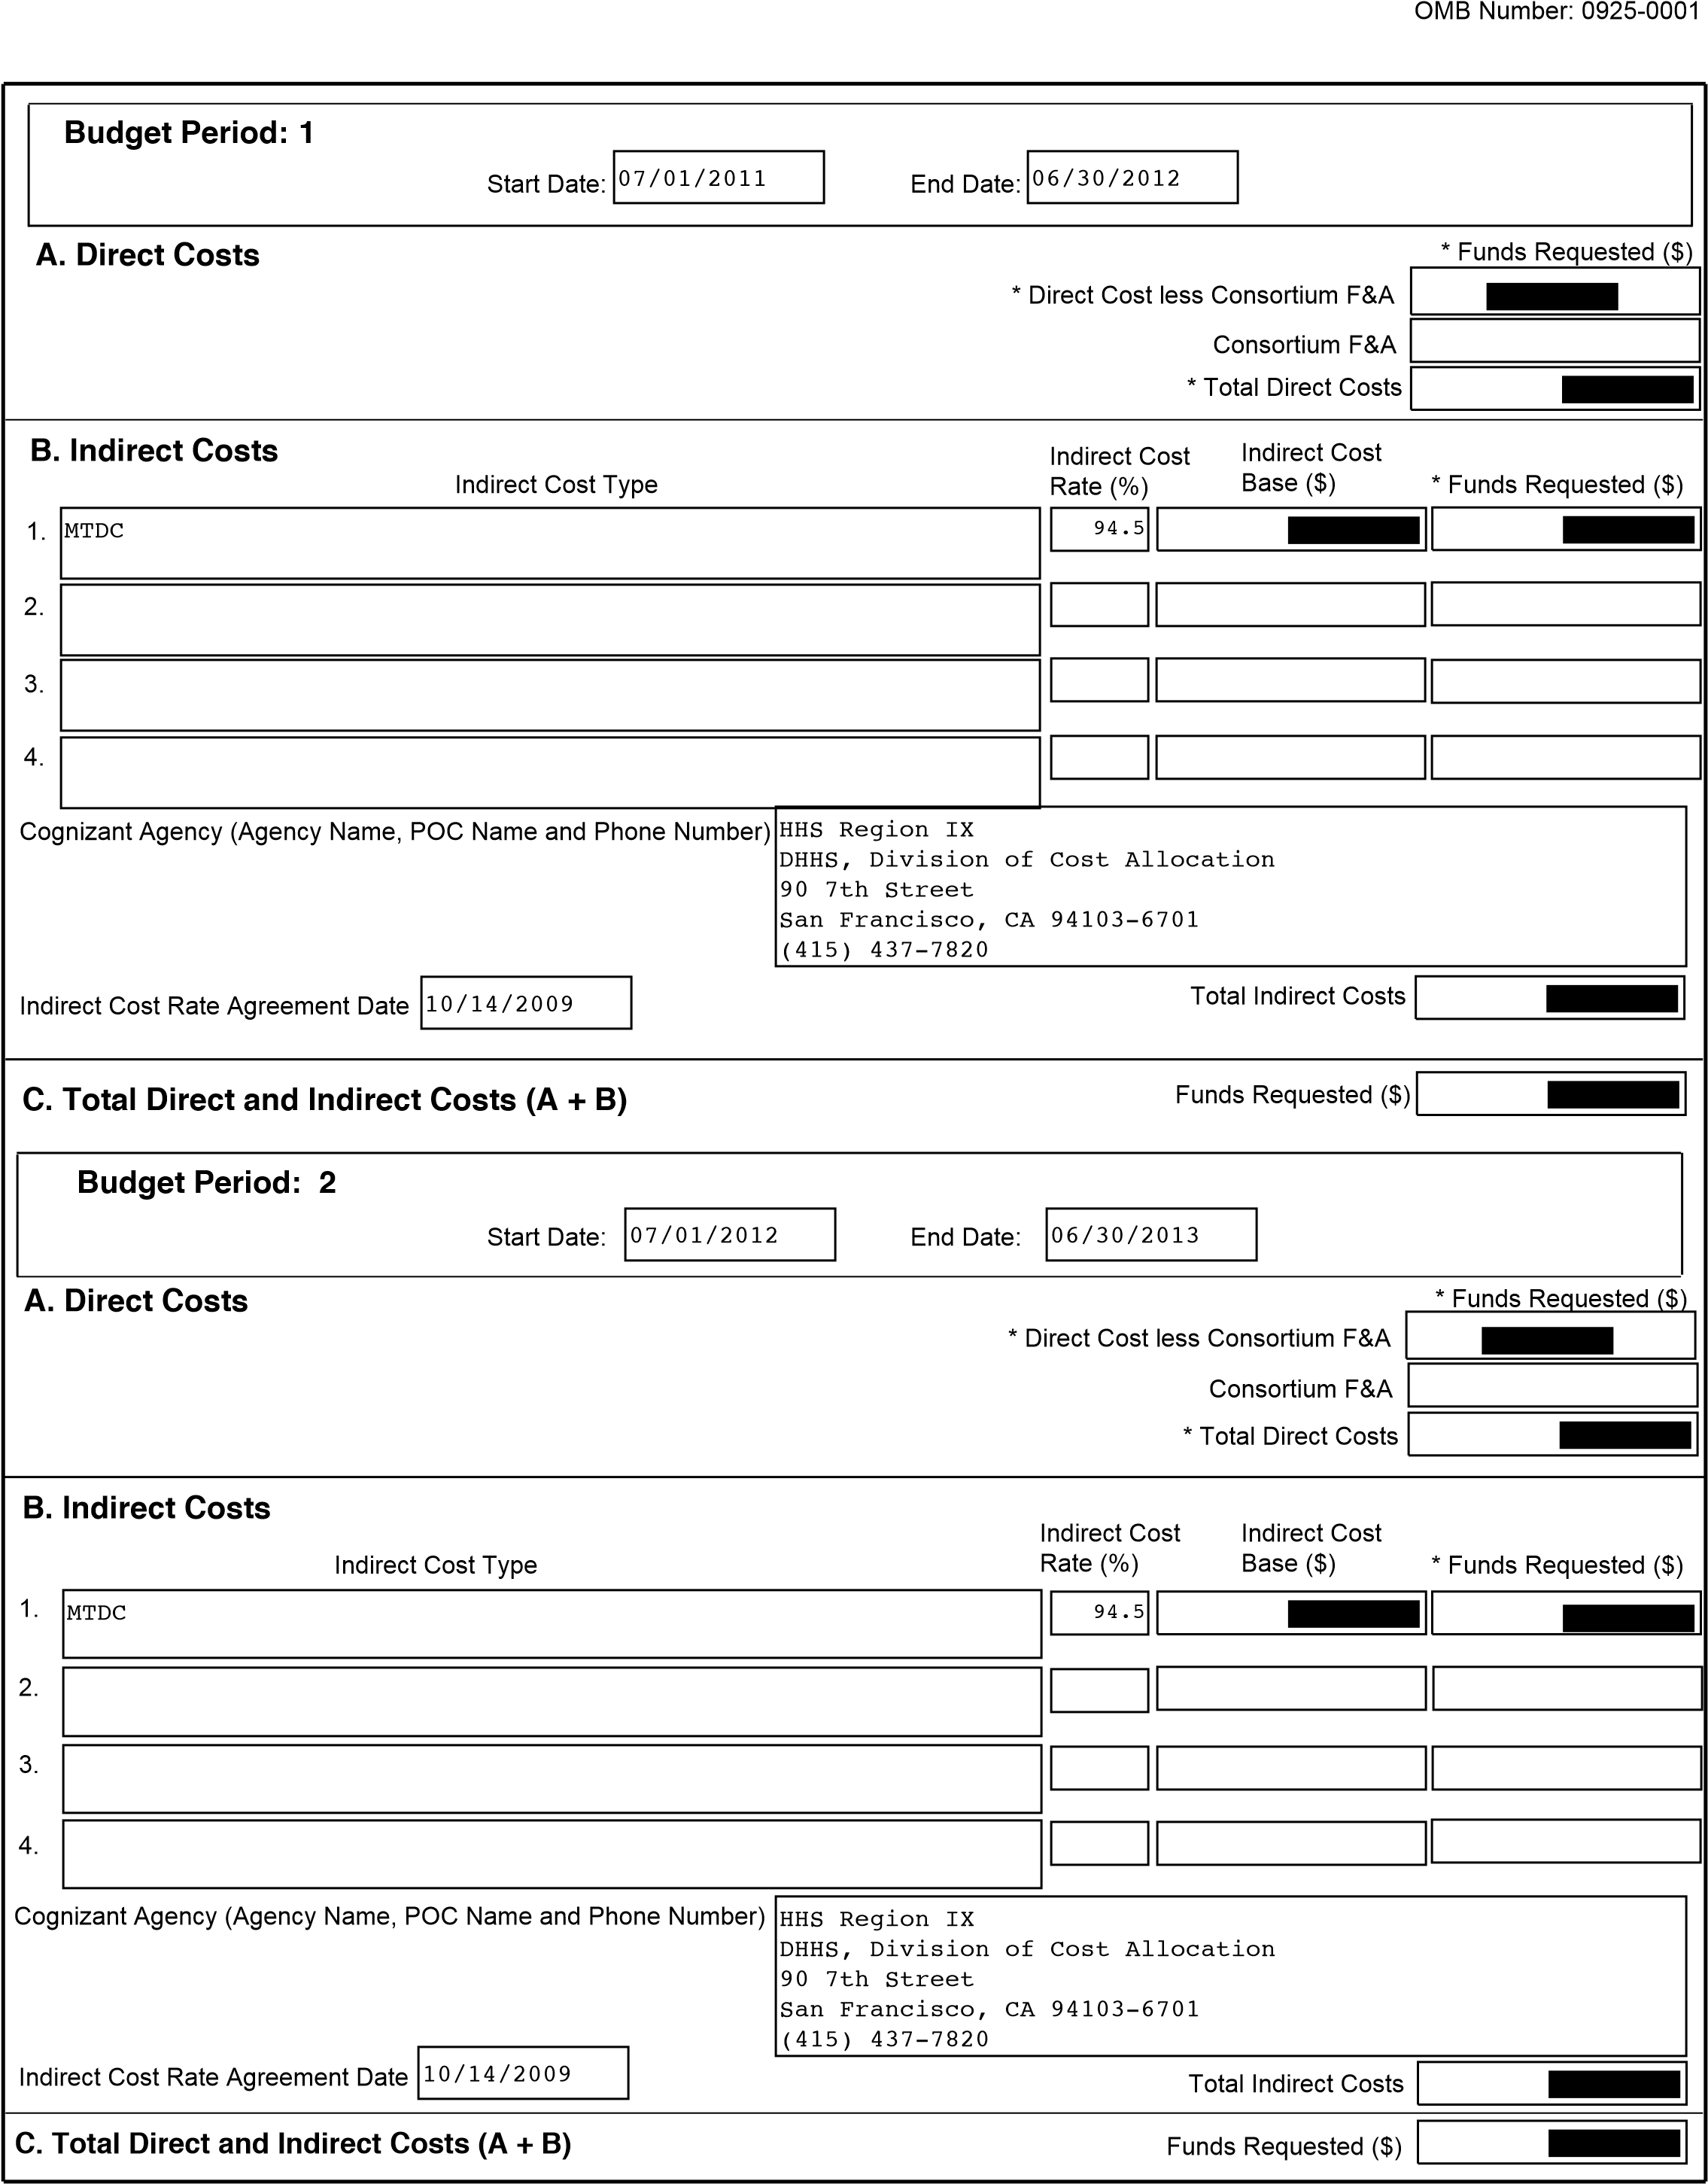 OMB Number: 0925-0001
Budget Period: 1
Start Date: 07/01/2011 End Date: 06/30/2012
A. Direct Costs * Funds Requested ($)
* Direct Cost less Consortium F&A
Consortium F&A
* Total Direct Costs
B. Indirect Costs
Indirect Cost Type Indirect Cost Rate (%) Indirect Cost Base ($) * Funds Requested ($)
1. MTDC 94.5
2.
3.
4.
Cognizant Agency (Agency Name, POC Name and Phone Number) HHS Region IX
DHHS, Division of Cost Allocation
90 7th Street
San Francisco, CA 94103-6701
(415) 437-7820
Indirect Cost Rate Agreement Date 10/14/2009 Total Indirect Costs
C. Total Direct and Indirect Costs (A + B) Funds Requested ($)
Budget Period: 2
Start Date: 07/01/2012 End Date: 06/30/2013
A. Direct Costs * Funds Requested ($)
* Direct Cost less Consortium F&A
Consortium F&A
* Total Direct Costs
B. Indirect Costs
Indirect Cost Type Indirect Cost Rate (%) Indirect Cost Base ($) * Funds Requested ($)
1. MTDC 94.5
2.
3.
4.
Cognizant Agency (Agency Name, POC Name and Phone Number) HHS Region IX
DHHS, Division of Cost Allocation
90 7th Street
San Francisco, CA 94103-6701
(415) 437-7820
Indirect Cost Rate Agreement Date 10/14/2009 Total Indirect Costs
C. Total Direct and Indirect Costs (A + B) Funds Requested ($)